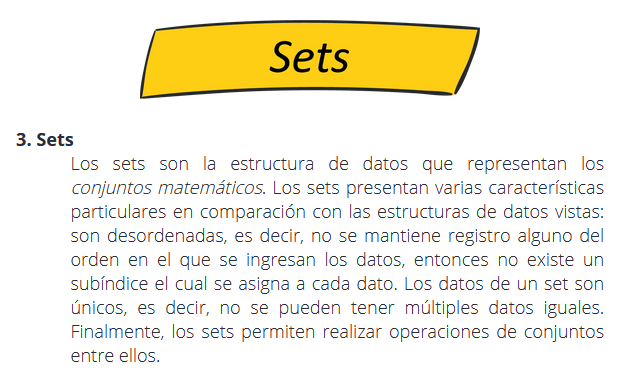 Sets
3. Sets
Los sets son la estructura de datos que representan los
conjuntos matemáticos. Los sets presentan varias características
particulares en comparación con las estructuras de datos vistas:
son desordenadas, es decir, no se mantiene registro alguno del
orden en el que se ingresan los datos, entonces no existe un
subíndice el cual se asigna a cada dato. Los datos de un set son
únicos, es decir, no se pueden tener múltiples datos iguales.
Finalmente, los sets permiten realizar operaciones de conjuntos
entre ellos.